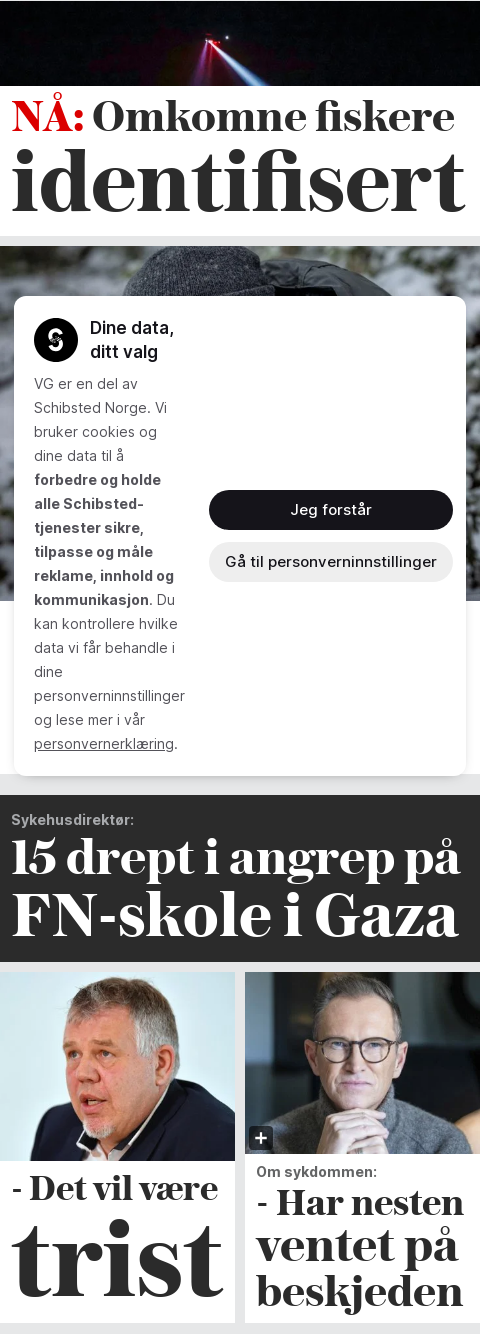 NÅ: Omkomne fiskere
identifisert
Dine data,
ditt valg
VG er en del av
Schibsted Norge. Vi
bruker cookies og
dine data til å
forbedre og holde
alle Schibsted-
tjenester sikre,
tilpasse og måle
reklame, innhold og
kommunikasjon. Du
kan kontrollere hvilke
data vi får behandle i
dine
personverninnstillinger
og lese mer i vår
personvernerklæring.
Jeg forstår
Gå til personverninnstillinger
Sykehusdirektør:
15 drept i angrep på
FN-skole i Gaza
- Det vil være
trist
Om sykdommen:
- Har nesten
ventet på
beskjeden